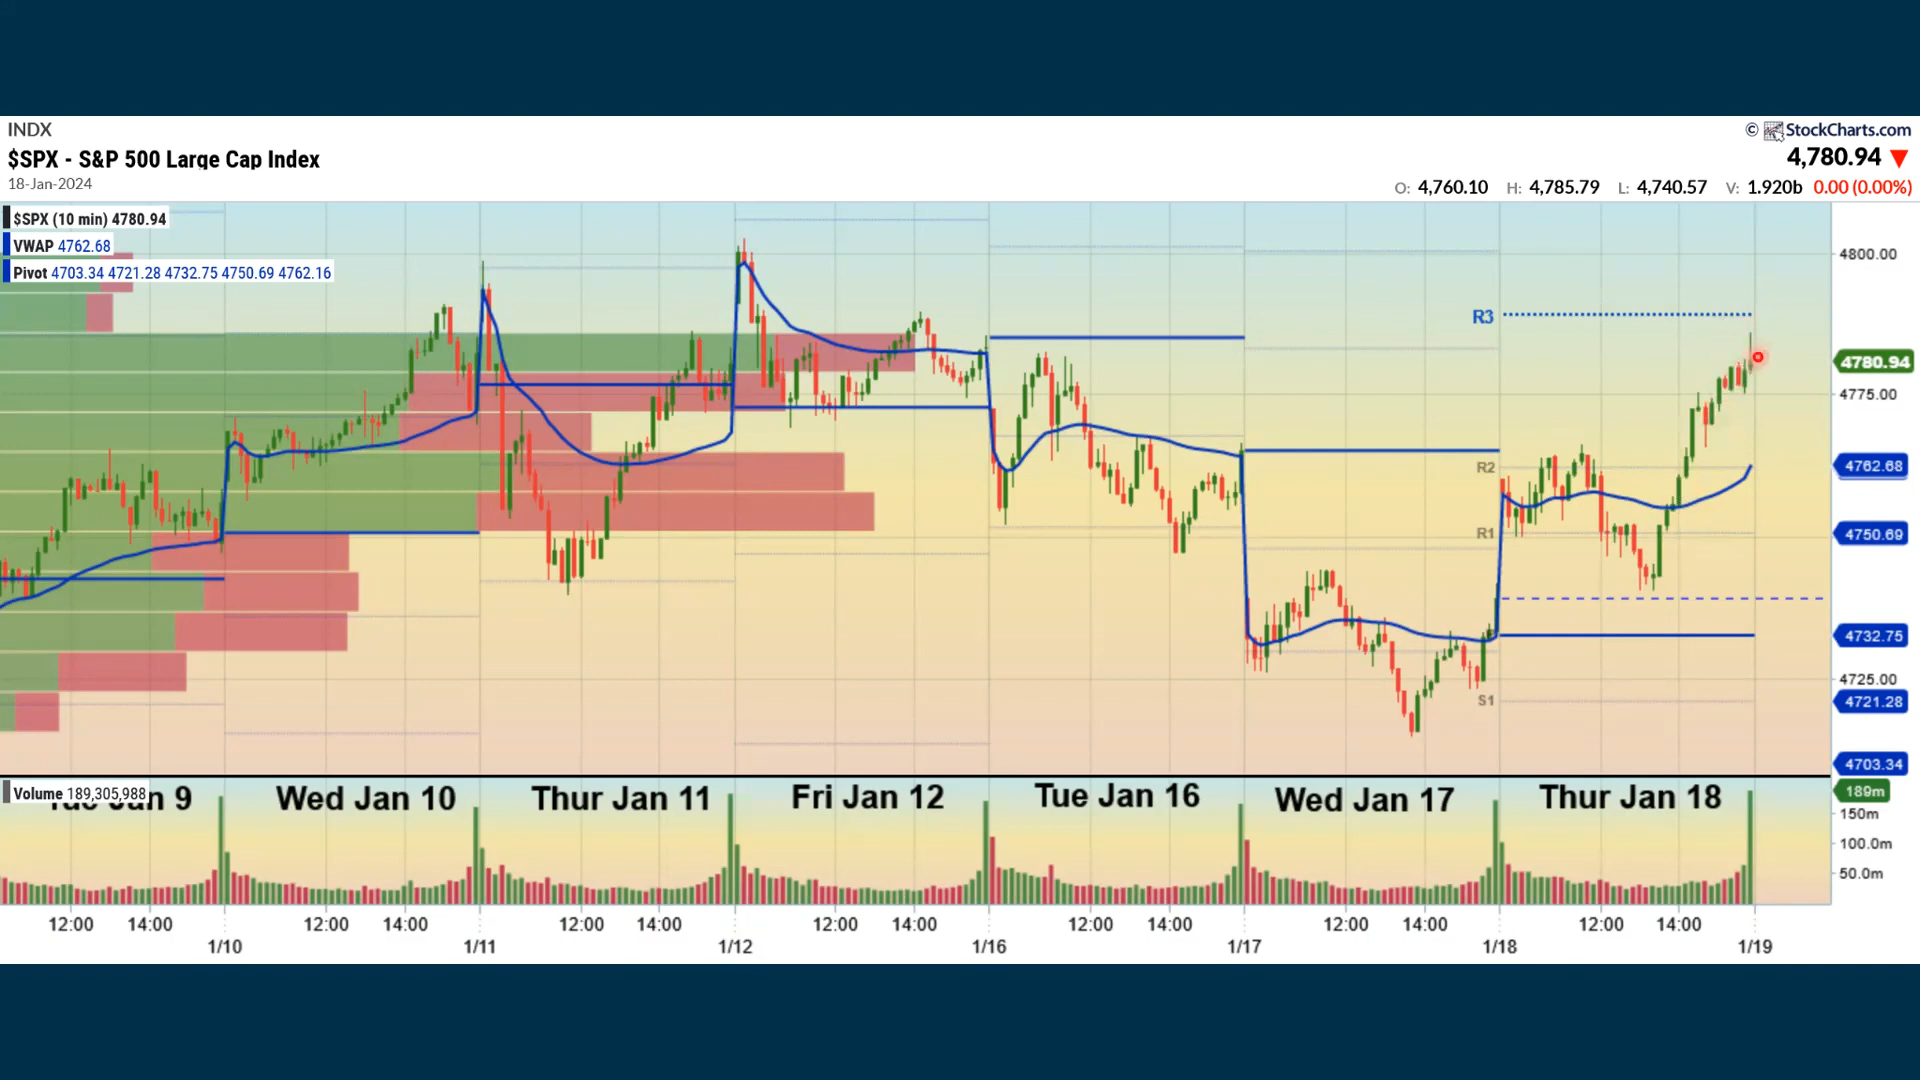 INDX
© StockCharts.com
$SPX - S&P 500 Large Cap Index
4,780.94
18-Jan-2024
O: 4,760.10 H: 4,785.79 L: 4,740.57 V: 1.920b 0.00 (0.00%)
$SPX (10 min) 4780.94
VWAP 4762.68
Pivot 4703.34 4721.28 4732.75 4750.69 4762.16
4800.00
R3
4780.94
4775.00
R2
4762.68
R1
4750.69
4732.75
4725.00
S1
4721.28
4703.34
Volume 189,305,988
Jan 9
Wed Jan 10
Thur Jan 11
Fri Jan 12
Tue Jan 16
Wed Jan 17
Thur Jan 18
189m
150m
100.0m
50.0m
12:00 14:00 12:00 14:00 12:00 14:00 12:00 14:00 12:00 14:00 12:00 14:00 12:00 14:00
1/10 1/11 1/12 1/16 1/17 1/18 1/19